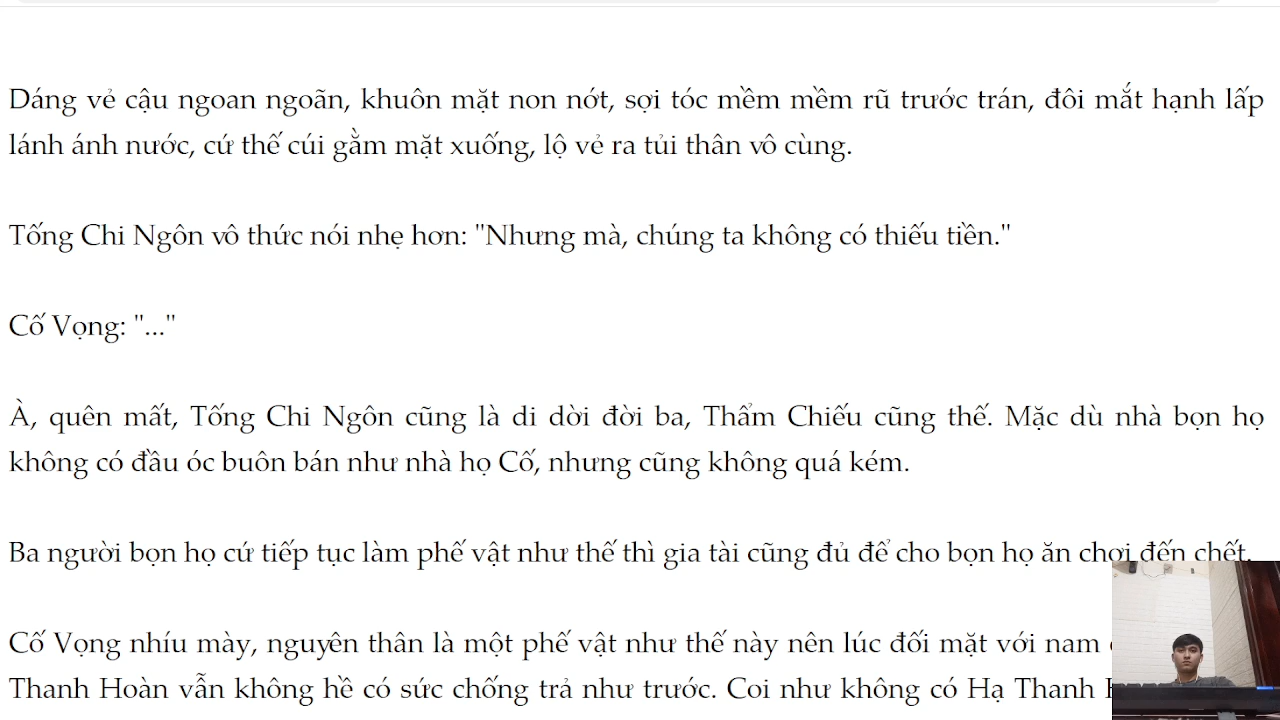 Dáng vẻ cậu ngoan ngoãn, khuôn mặt non nớt, sợi tóc mềm mềm rũ trước trán, đôi mắt hạnh lấp
lánh ánh nước, cứ thế cúi gằm mặt xuống, lộ vẻ ra tủi thân vô cùng.
Tống Chi Ngôn vô thức nói nhẹ hơn: "Nhưng mà, chúng ta không có thiếu tiền."
Cố Vọng: "..."
À, quên mất, Tống Chi Ngôn cũng là di dời đời ba, Thẩm Chiếu cũng thế. Mặc dù nhà bọn họ
không có đầu óc buôn bán như nhà họ Cố, nhưng cũng không quá kém.
Ba người bọn họ cứ tiếp tục làm phế vật như thế thì gia tài cũng đủ để cho bọn họ ăn chơi đến chết.
Cố Vọng nhíu mày, nguyên thân là một phế vật như thế này nên lúc đối mặt với nam
Thanh Hoàn vẫn không hề có sức chống trả như trước. Coi như không có Hạ Thanh